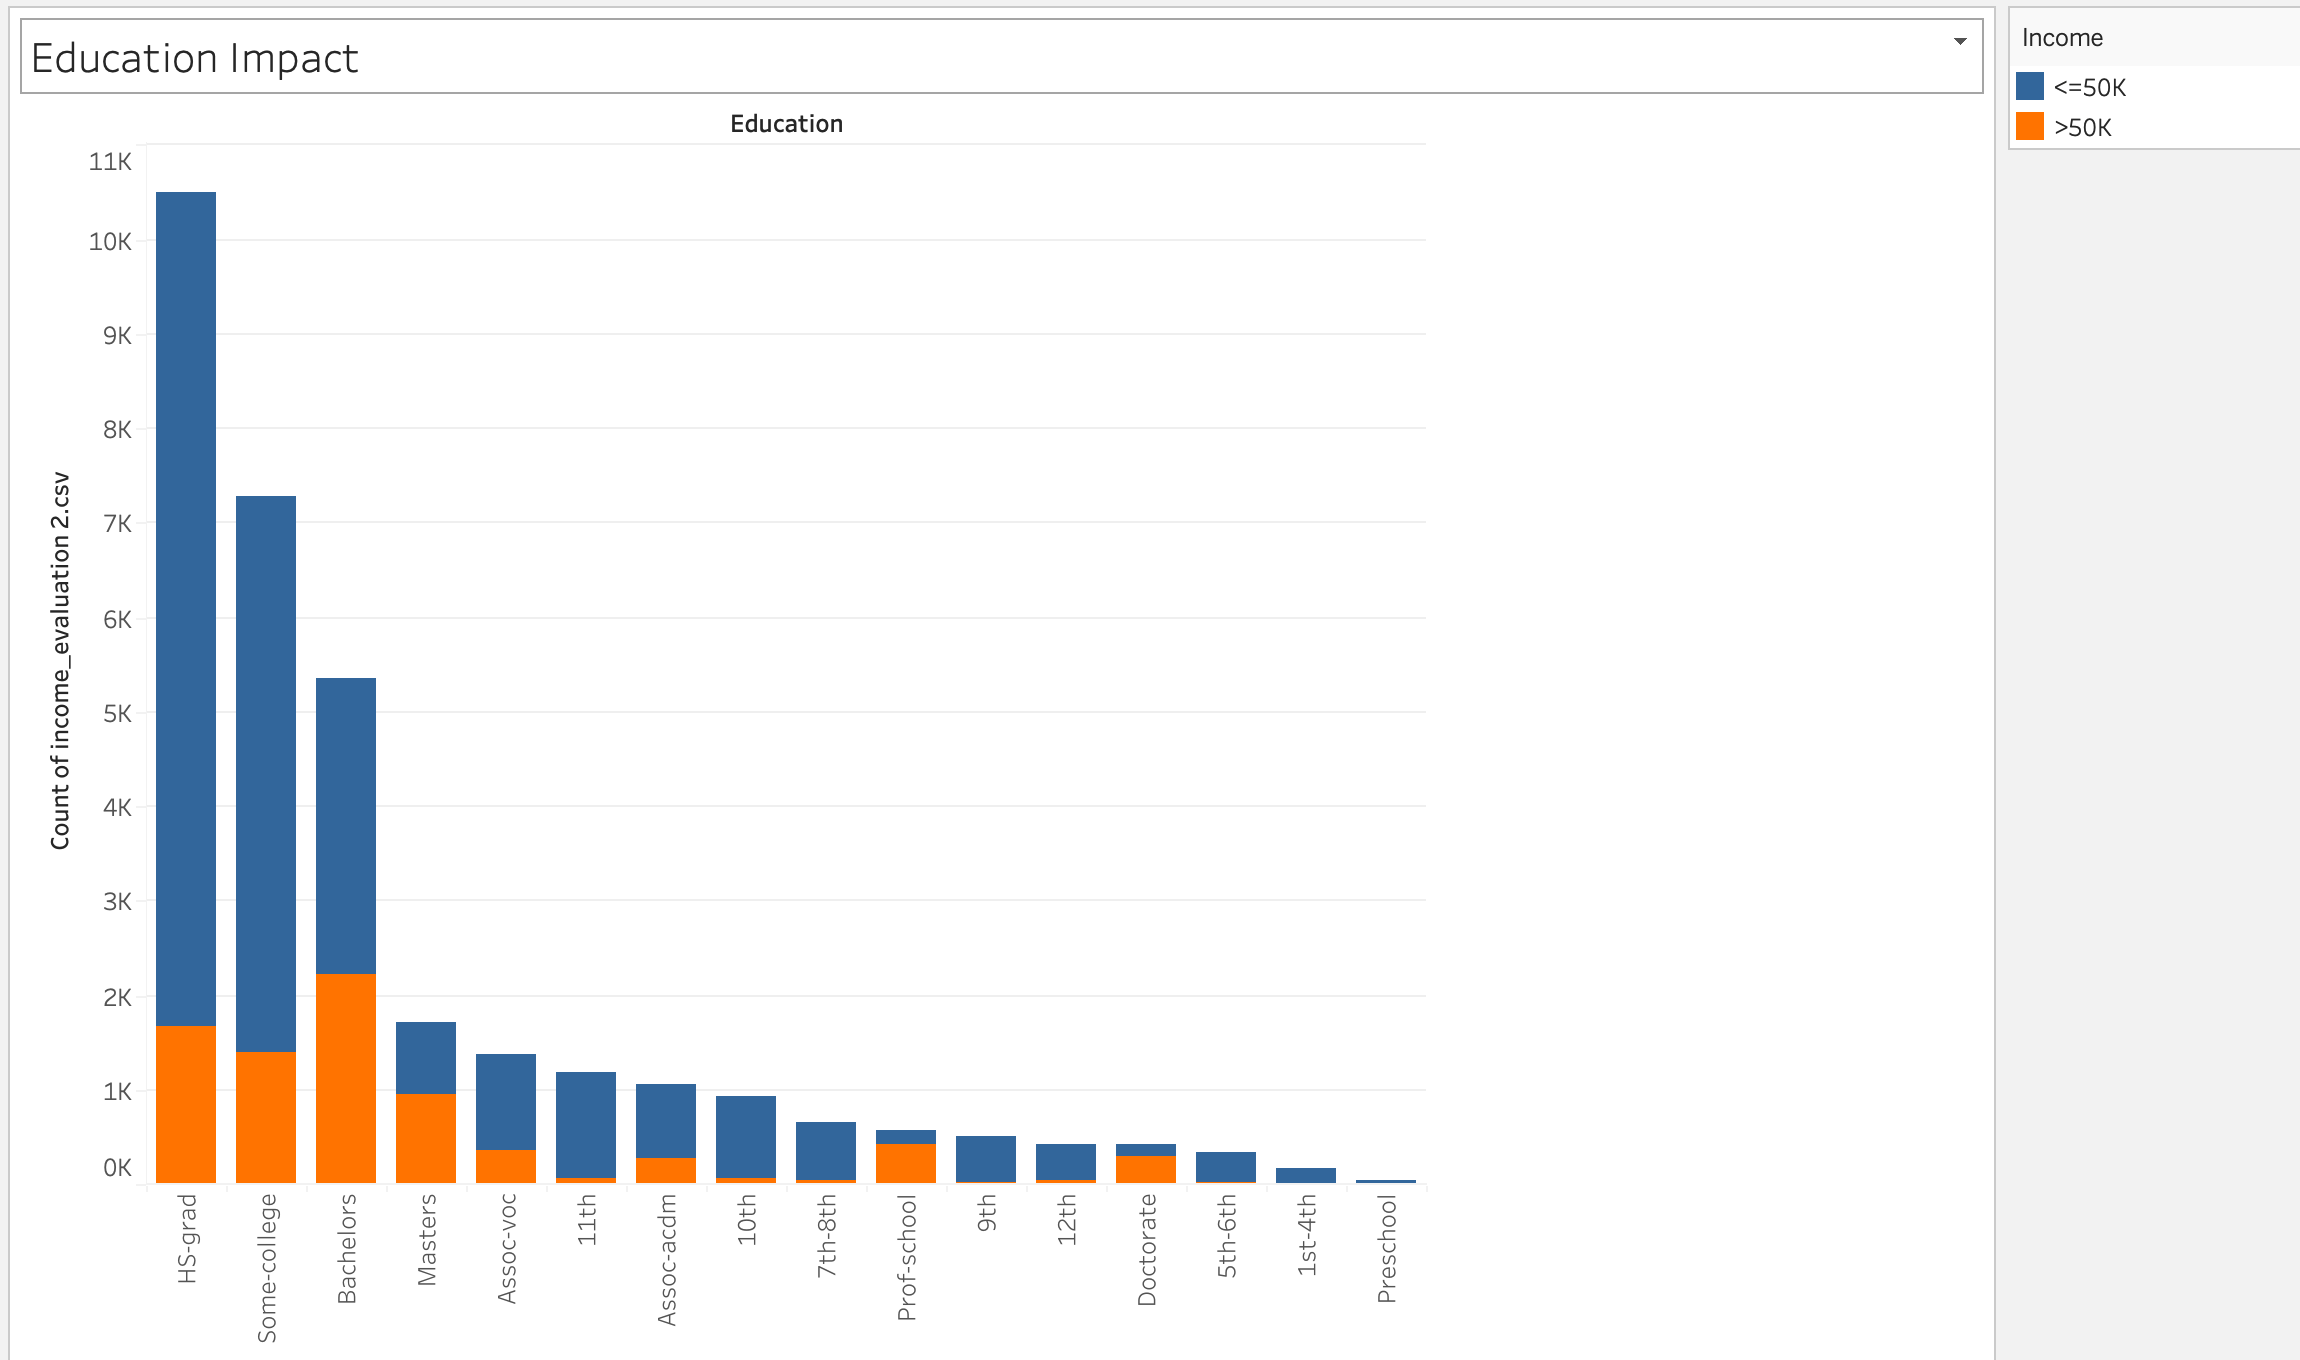 Education Impact
Income
<=50K
>50K
Education
Count of income_evaluation 2.csv
11K
10K
9K
8K
7K
6K
5K
4K
3K
2K
1K
0K
HS-grad
Some-college
Bachelors
Masters
Assoc-voc
11th
Assoc-acdm
10th
7th-8th
Prof-school
9th
12th
Doctorate
5th-6th
1st-4th
Preschool